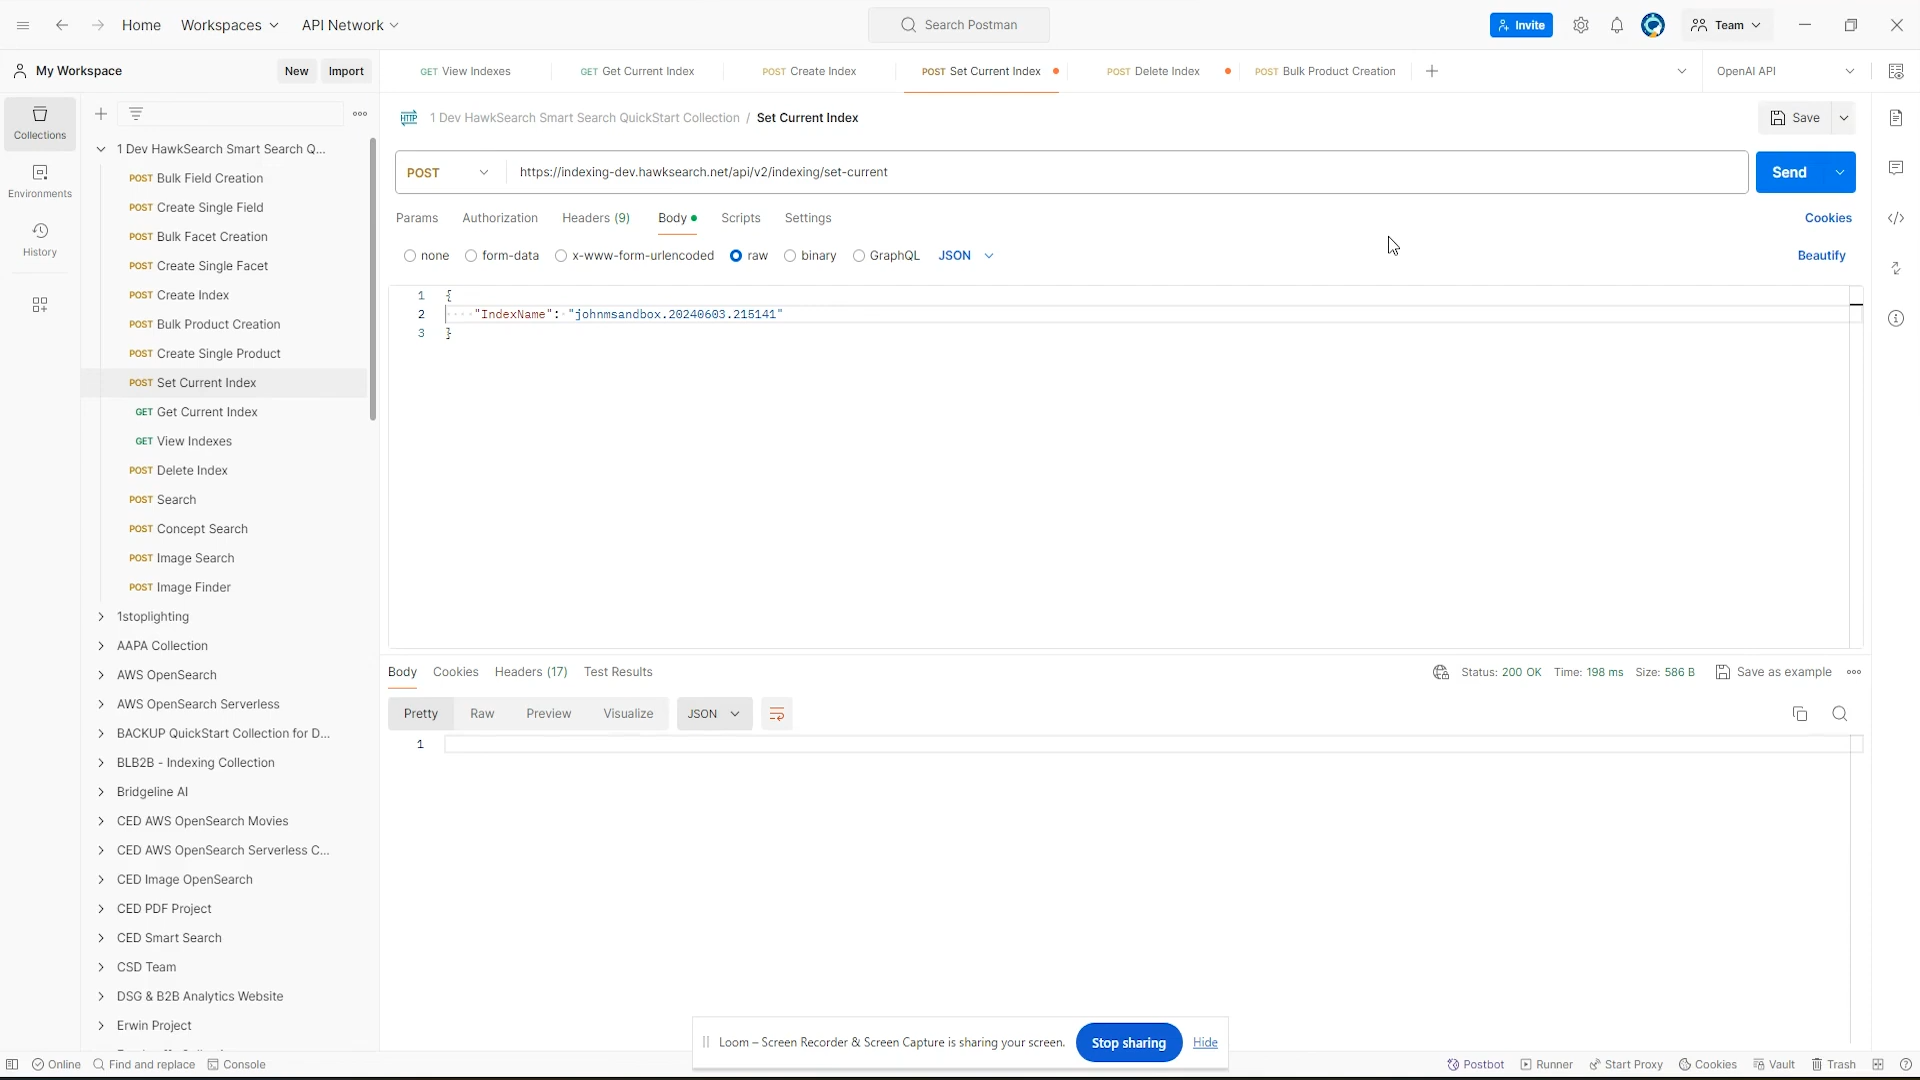 Home Workspaces API Network Search Postman Invite Team
My Workspace New Import GET View Indexes GET Get Current Index POST Create Index POST Set Current Index POST Delete Index POST Bulk Product Creation OpenAI API
Collections
Environments
History
1 Dev HawkSearch Smart Search Q...
POST Bulk Field Creation
POST Create Single Field
POST Bulk Facet Creation
POST Create Single Facet
POST Create Index
POST Bulk Product Creation
POST Create Single Product
POST Set Current Index
GET Get Current Index
GET View Indexes
POST Delete Index
POST Search
POST Concept Search
POST Image Search
POST Image Finder
1stoplighting
AAPA Collection
AWS OpenSearch
AWS OpenSearch Serverless
BACKUP QuickStart Collection for D...
BLB2B - Indexing Collection
Bridgeline AI
CED AWS OpenSearch Movies
CED AWS OpenSearch Serverless C...
CED Image OpenSearch
CED PDF Project
CED Smart Search
CSD Team
DSG & B2B Analytics Website
Erwin Project
HTTP 1 Dev HawkSearch Smart Search QuickStart Collection / Set Current Index Save
POST https://indexing-dev.hawksearch.net/api/v2/indexing/set-current Send
Params Authorization Headers (9) Body Scripts Settings Cookies
none form-data x-www-form-urlencoded raw binary GraphQL JSON Beautify
1 {
2 "IndexName": "johnmsandbox.20240603.215141"
3 }
Body Cookies Headers (17) Test Results Status: 200 OK Time: 198 ms Size: 586 B Save as example
Pretty Raw Preview Visualize JSON
1
Loom – Screen Recorder & Screen Capture is sharing your screen. Stop sharing Hide
Online Find and replace Console Postbot Runner Start Proxy Cookies Vault Trash